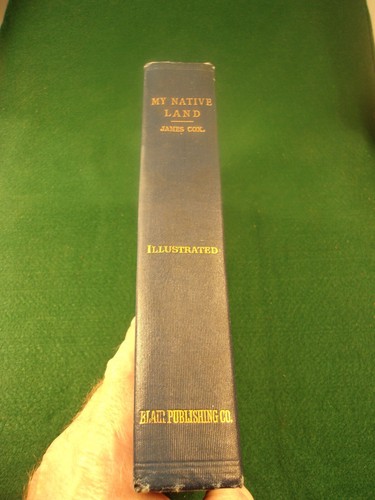 MY NATIVE
LAND
JAMES COX.
ILLUSTRATED
BLAIR PUBLISHING CO.